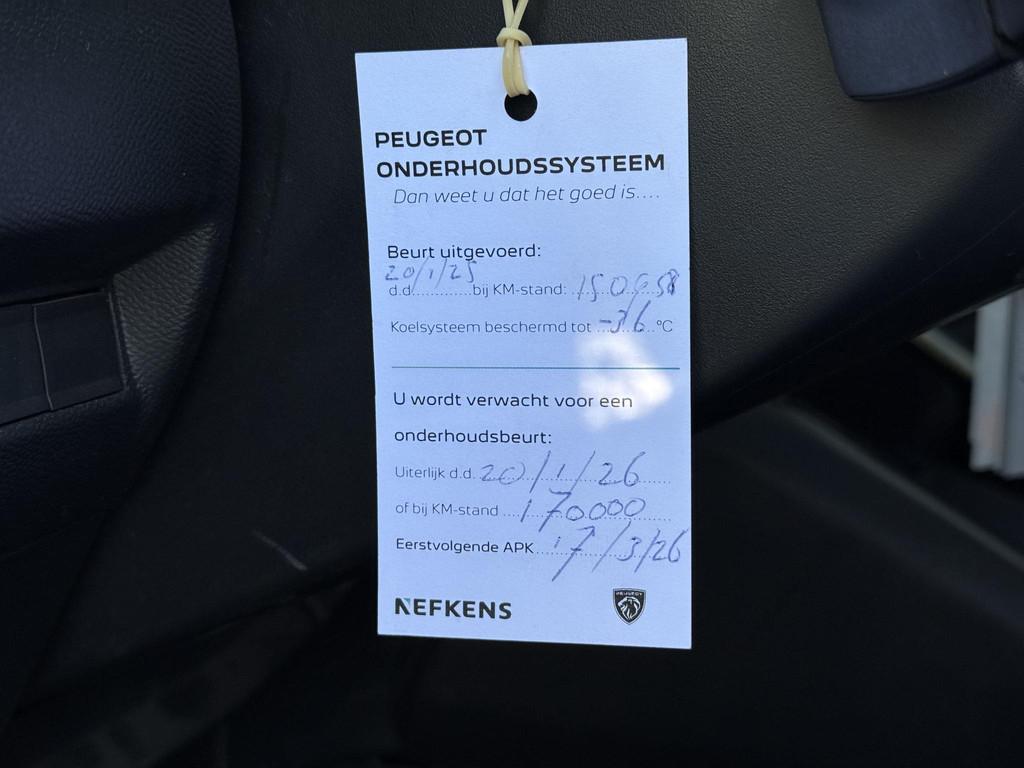 PEUGEOT
ONDERHOUDSSYSTEEM
Dan weet u dat het goed is....
Beurt uitgevoerd:
d.d. 20/1/25 bij KM-stand: 150658
Koelsysteem beschermd tot -36 °C
U wordt verwacht voor een
onderhoudsbeurt:
Uiterlijk d.d. 20/1/26
of bij KM-stand 170000
Eerstvolgende APK 17/3/26
NEFKENS
PEUGEOT